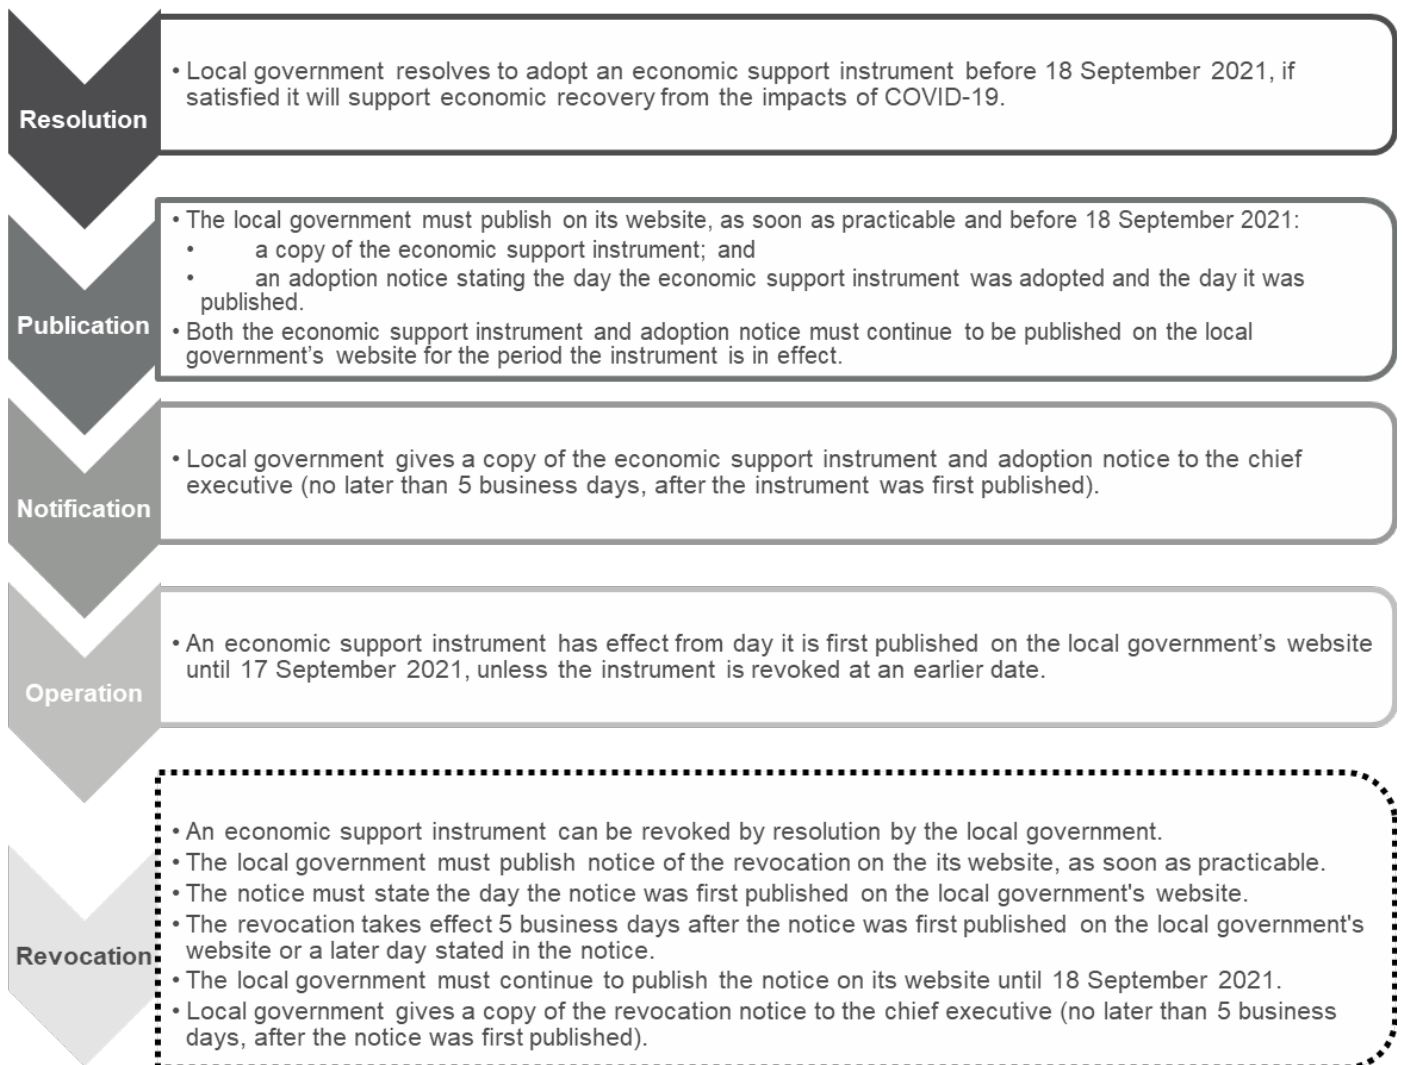 Resolution
• Local government resolves to adopt an economic support instrument before 18 September 2021, if
satisfied it will support economic recovery from the impacts of COVID-19.
Publication
• The local government must publish on its website, as soon as practicable and before 18 September 2021:
• a copy of the economic support instrument; and
• an adoption notice stating the day the economic support instrument was adopted and the day it was
published.
• Both the economic support instrument and adoption notice must continue to be published on the local
government’s website for the period the instrument is in effect.
Notification
• Local government gives a copy of the economic support instrument and adoption notice to the chief
executive (no later than 5 business days, after the instrument was first published).
Operation
• An economic support instrument has effect from day it is first published on the local government’s website
until 17 September 2021, unless the instrument is revoked at an earlier date.
Revocation
• An economic support instrument can be revoked by resolution by the local government.
• The local government must publish notice of the revocation on the its website, as soon as practicable.
• The notice must state the day the notice was first published on the local government's website.
• The revocation takes effect 5 business days after the notice was first published on the local government's
website or a later day stated in the notice.
• The local government must continue to publish the notice on its website until 18 September 2021.
• Local government gives a copy of the revocation notice to the chief executive (no later than 5 business
days, after the notice was first published).